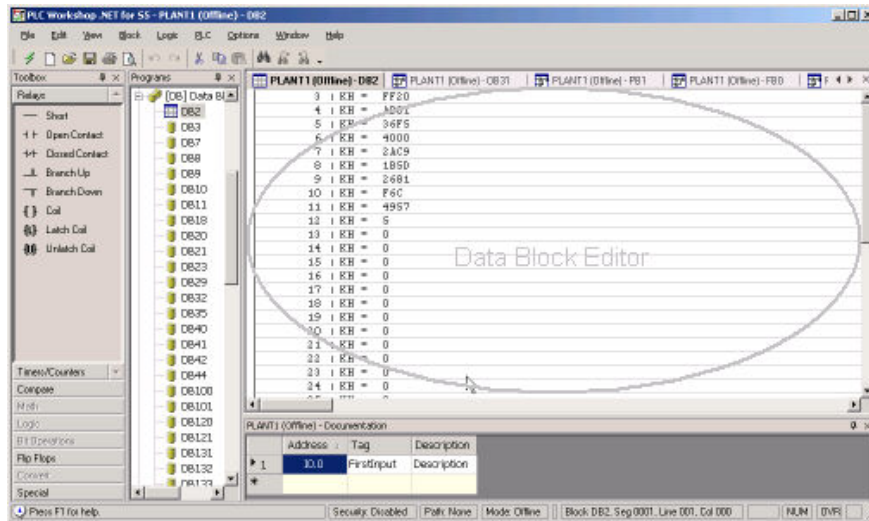 PLC Workshop .NET for S5 - PLANT1 (Offline) - DB2
File Edit View Block Logic PLC Options Window Help
Toolbox
Relays
Short
Open Contact
Closed Contact
Branch Up
Branch Down
Coil
Latch Coil
Unlatch Coil
Timers/Counters
Compare
Math
Logic
Bit Operations
Flip Flops
Convert
Special
Programs
[DB] Data Bl
DB2
DB3
DB7
DB8
DB9
DB10
DB11
DB18
DB20
DB21
DB23
DB29
DB32
DB35
DB40
DB41
DB42
DB44
DB100
DB101
DB120
DB121
DB131
DB132
DB133
PLANT1 (Offline) - DB2 PLANT1 (Offline) - OB31 PLANT1 (Offline) - PB1 PLANT1 (Offline) - FB0 F
3 : KH = FF20
4 : KH =
5 : KH = 36F5
6 : KH = 4000
7 : KH = 2AC9
8 : KH = 1B5D
9 : KH = 2681
10 : KH = F6C
11 : KH = 4957
12 : KH = 5
13 : KH = 0
14 : KH = 0
15 : KH = 0
16 : KH = 0
17 : KH = 0
18 : KH = 0
19 : KH = 0
20 : KH = 0
21 : KH = 0
22 : KH = 0
23 : KH = 0
24 : KH = 0
Data Block Editor
PLANT1 (Offline) - Documentation
Address Tag Description
1 I0.0 FirstInput Description
*
Press F1 for help.
Security: Disabled Path: None Mode: Offline Block: DB2, Seg 0001, Line 001, Col 000 NUM OVR